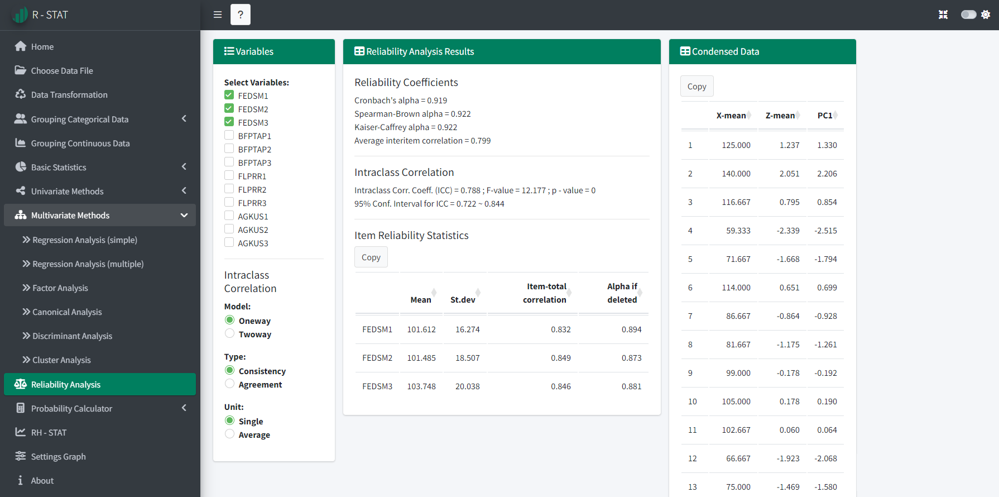 R - STAT
?
Home
Choose Data File
Data Transformation
Grouping Categorical Data
Grouping Continuous Data
Basic Statistics
Univariate Methods
Multivariate Methods
Regression Analysis (simple)
Regression Analysis (multiple)
Factor Analysis
Canonical Analysis
Discriminant Analysis
Cluster Analysis
Reliability Analysis
Probability Calculator
RH - STAT
Settings Graph
About
Variables
Select Variables:
FEDSM1
FEDSM2
FEDSM3
BFPTAP1
BFPTAP2
BFPTAP3
FLPRR1
FLPRR2
FLPRR3
AGKUS1
AGKUS2
AGKUS3
Intraclass
Correlation
Model:
Oneway
Twoway
Type:
Consistency
Agreement
Unit:
Single
Average
Reliability Analysis Results
Reliability Coefficients
Cronbach's alpha = 0.919
Spearman-Brown alpha = 0.922
Kaiser-Caffrey alpha = 0.922
Average interitem correlation = 0.799
Intraclass Correlation
Intraclass Corr. Coeff. (ICC) = 0.788 ; F-value = 12.177 ; p - value = 0
95% Conf. Interval for ICC = 0.722 ~ 0.844
Item Reliability Statistics
Copy
Mean St.dev Item-total correlation Alpha if deleted
FEDSM1 101.612 16.274 0.832 0.894
FEDSM2 101.485 18.507 0.849 0.873
FEDSM3 103.748 20.038 0.846 0.881
Condensed Data
Copy
X-mean Z-mean PC1
1 125.000 1.237 1.330
2 140.000 2.051 2.206
3 116.667 0.795 0.854
4 59.333 -2.339 -2.515
5 71.667 -1.668 -1.794
6 114.000 0.651 0.699
7 86.667 -0.864 -0.928
8 81.667 -1.175 -1.261
9 99.000 -0.178 -0.192
10 105.000 0.178 0.190
11 102.667 0.060 0.064
12 66.667 -1.923 -2.068
13 75.000 -1.469 -1.580